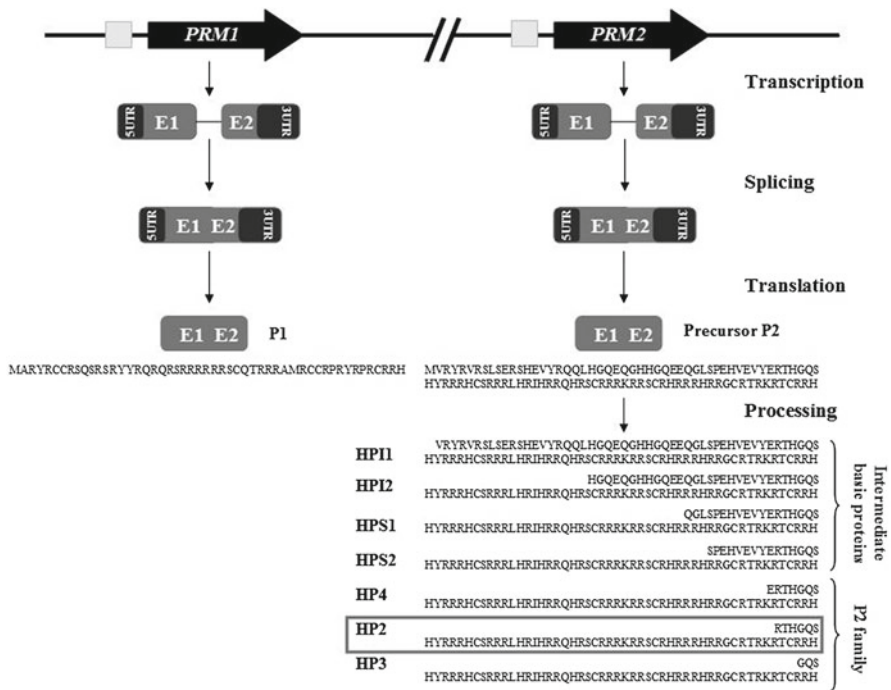 PRM1
PRM2
Transcription
5UTR E1 E2 3UTR
5UTR E1 E2 3UTR
Splicing
5UTR E1 E2 3UTR
5UTR E1 E2 3UTR
Translation
E1 E2 P1
E1 E2 Precursor P2
MARYRCCRSQSRSRYYRQRQRSRRRRRRSCQTRRRAMRCCRPRYRPRCRRH
MVRYRVRSLSERSHEVYRQQLHGQEQGHHGQEEQGLSPEHVEVYERTHGQS
HYRRRHCSRRRLHRIHRRQHRSCRRRKRRSCRHRRRHRRGCRTRKRTCRRH
Processing
HPI1
VRYRVRSLSERSHEVYRQQLHGQEQGHHGQEEQGLSPEHVEVYERTHGQS
HYRRRHCSRRRLHRIHRRQHRSCRRRKRRSCRHRRRHRRGCRTRKRTCRRH
HPI2
HGQEQGHHGQEEQGLSPEHVEVYERTHGQS
HYRRRHCSRRRLHRIHRRQHRSCRRRKRRSCRHRRRHRRGCRTRKRTCRRH
HPS1
QGLSPEHVEVYERTHGQS
HYRRRHCSRRRLHRIHRRQHRSCRRRKRRSCRHRRRHRRGCRTRKRTCRRH
HPS2
SPEHVEVYERTHGQS
HYRRRHCSRRRLHRIHRRQHRSCRRRKRRSCRHRRRHRRGCRTRKRTCRRH
Intermediate
basic proteins
HP4
ERTHGQS
HYRRRHCSRRRLHRIHRRQHRSCRRRKRRSCRHRRRHRRGCRTRKRTCRRH
HP2
RTHGQS
HYRRRHCSRRRLHRIHRRQHRSCRRRKRRSCRHRRRHRRGCRTRKRTCRRH
HP3
GQS
HYRRRHCSRRRLHRIHRRQHRSCRRRKRRSCRHRRRHRRGCRTRKRTCRRH
P2 family